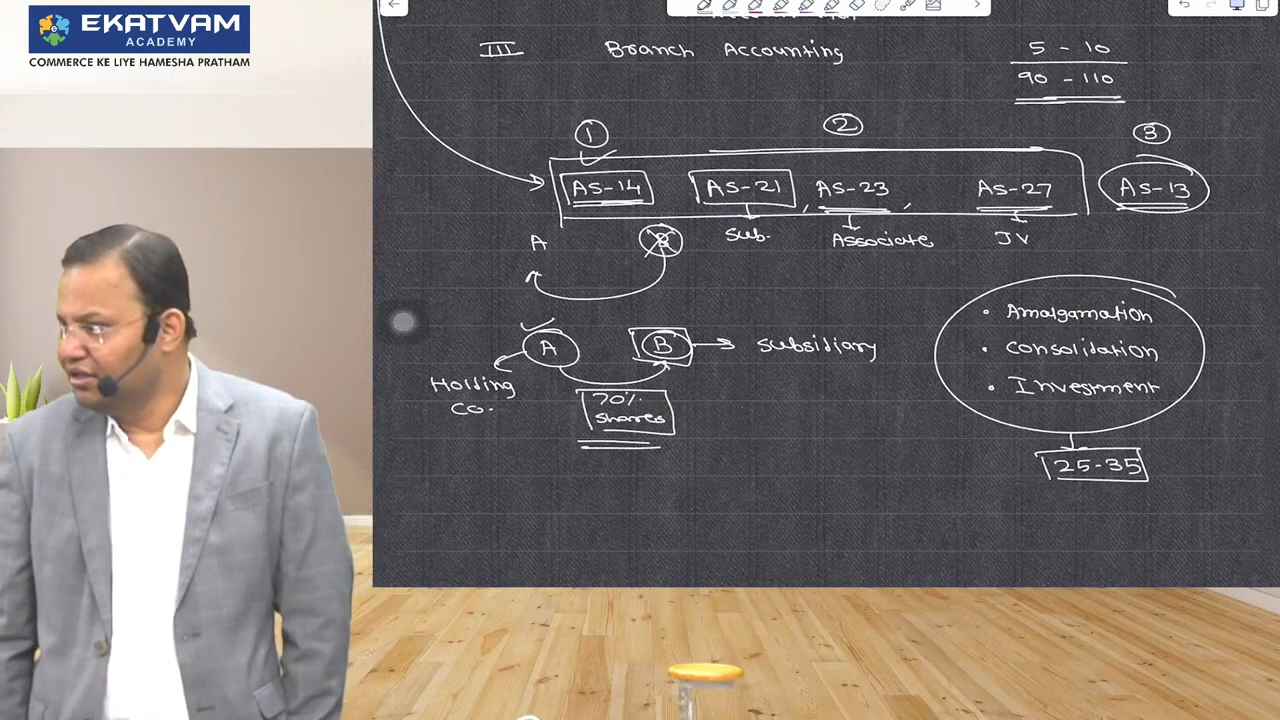 EKATVAM
ACADEMY
COMMERCE KE LIYE HAMESHA PRATHAM
III Branch Accounting
5 - 10
90 - 110
1 2 3
AS-14 AS-21 , AS-23 , AS-27 AS-13
A B Sub. Associate JV
A B → subsidiary
Holding
Co.
70%
shares
• Amalgamation
• Consolidation
• Investment
25-35